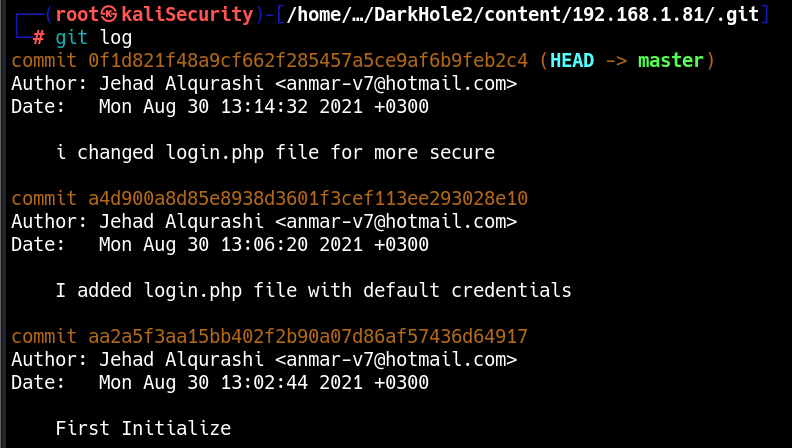 ┌──(root㉿kaliSecurity)-[/home/…/DarkHole2/content/192.168.1.81/.git]
└─# git log
commit 0f1d821f48a9cf662f285457a5ce9af6b9feb2c4 (HEAD -> master)
Author: Jehad Alqurashi <anmar-v7@hotmail.com>
Date:   Mon Aug 30 13:14:32 2021 +0300
    i changed login.php file for more secure
commit a4d900a8d85e8938d3601f3cef113ee293028e10
Author: Jehad Alqurashi <anmar-v7@hotmail.com>
Date:   Mon Aug 30 13:06:20 2021 +0300
    I added login.php file with default credentials
commit aa2a5f3aa15bb402f2b90a07d86af57436d64917
Author: Jehad Alqurashi <anmar-v7@hotmail.com>
Date:   Mon Aug 30 13:02:44 2021 +0300
    First Initialize